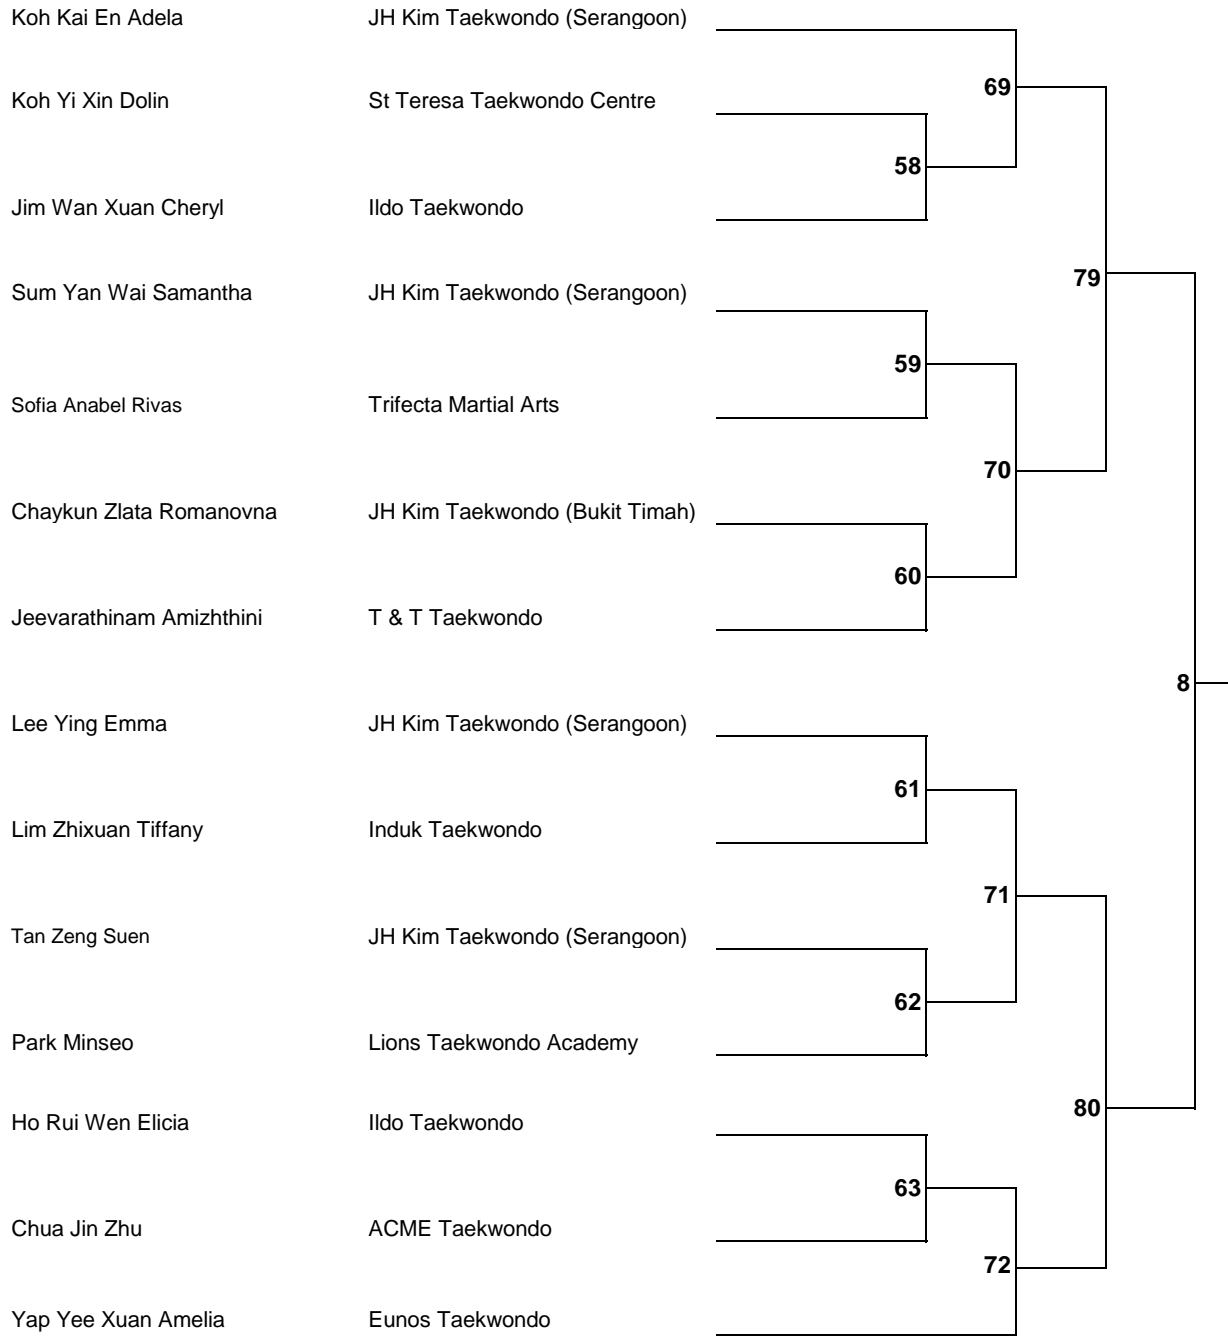 Koh Kai En Adela JH Kim Taekwondo (Serangoon)
69
Koh Yi Xin Dolin St Teresa Taekwondo Centre
58
Jim Wan Xuan Cheryl Ildo Taekwondo
79
Sum Yan Wai Samantha JH Kim Taekwondo (Serangoon)
59
Sofia Anabel Rivas Trifecta Martial Arts
70
Chaykun Zlata Romanovna JH Kim Taekwondo (Bukit Timah)
60
Jeevarathinam Amizhthini T & T Taekwondo
8
Lee Ying Emma JH Kim Taekwondo (Serangoon)
61
Lim Zhixuan Tiffany Induk Taekwondo
71
Tan Zeng Suen JH Kim Taekwondo (Serangoon)
62
Park Minseo Lions Taekwondo Academy
80
Ho Rui Wen Elicia Ildo Taekwondo
63
Chua Jin Zhu ACME Taekwondo
72
Yap Yee Xuan Amelia Eunos Taekwondo